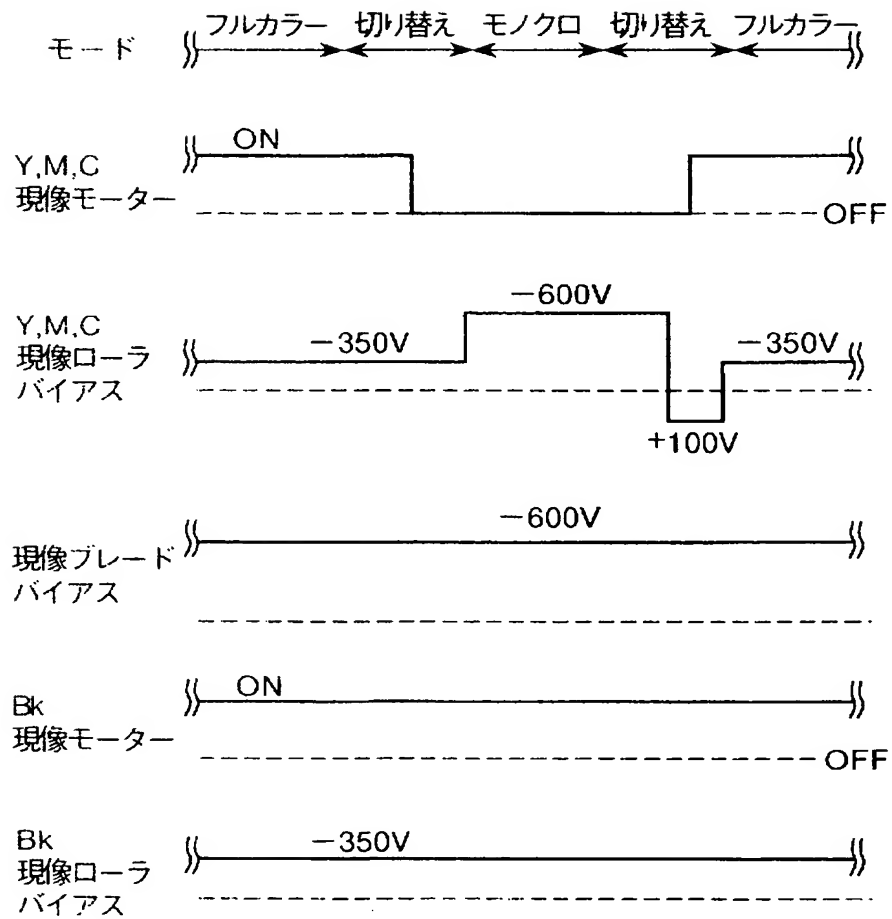 モード
フルカラー 切り替え モノクロ 切り替え フルカラー
ON
Y,M,C
現像モーター
OFF
−600V
Y,M,C
現像ローラ
バイアス
−350V
−350V
+100V
−600V
現像ブレード
バイアス
ON
Bk
現像モーター
OFF
Bk
現像ローラ
バイアス
−350V